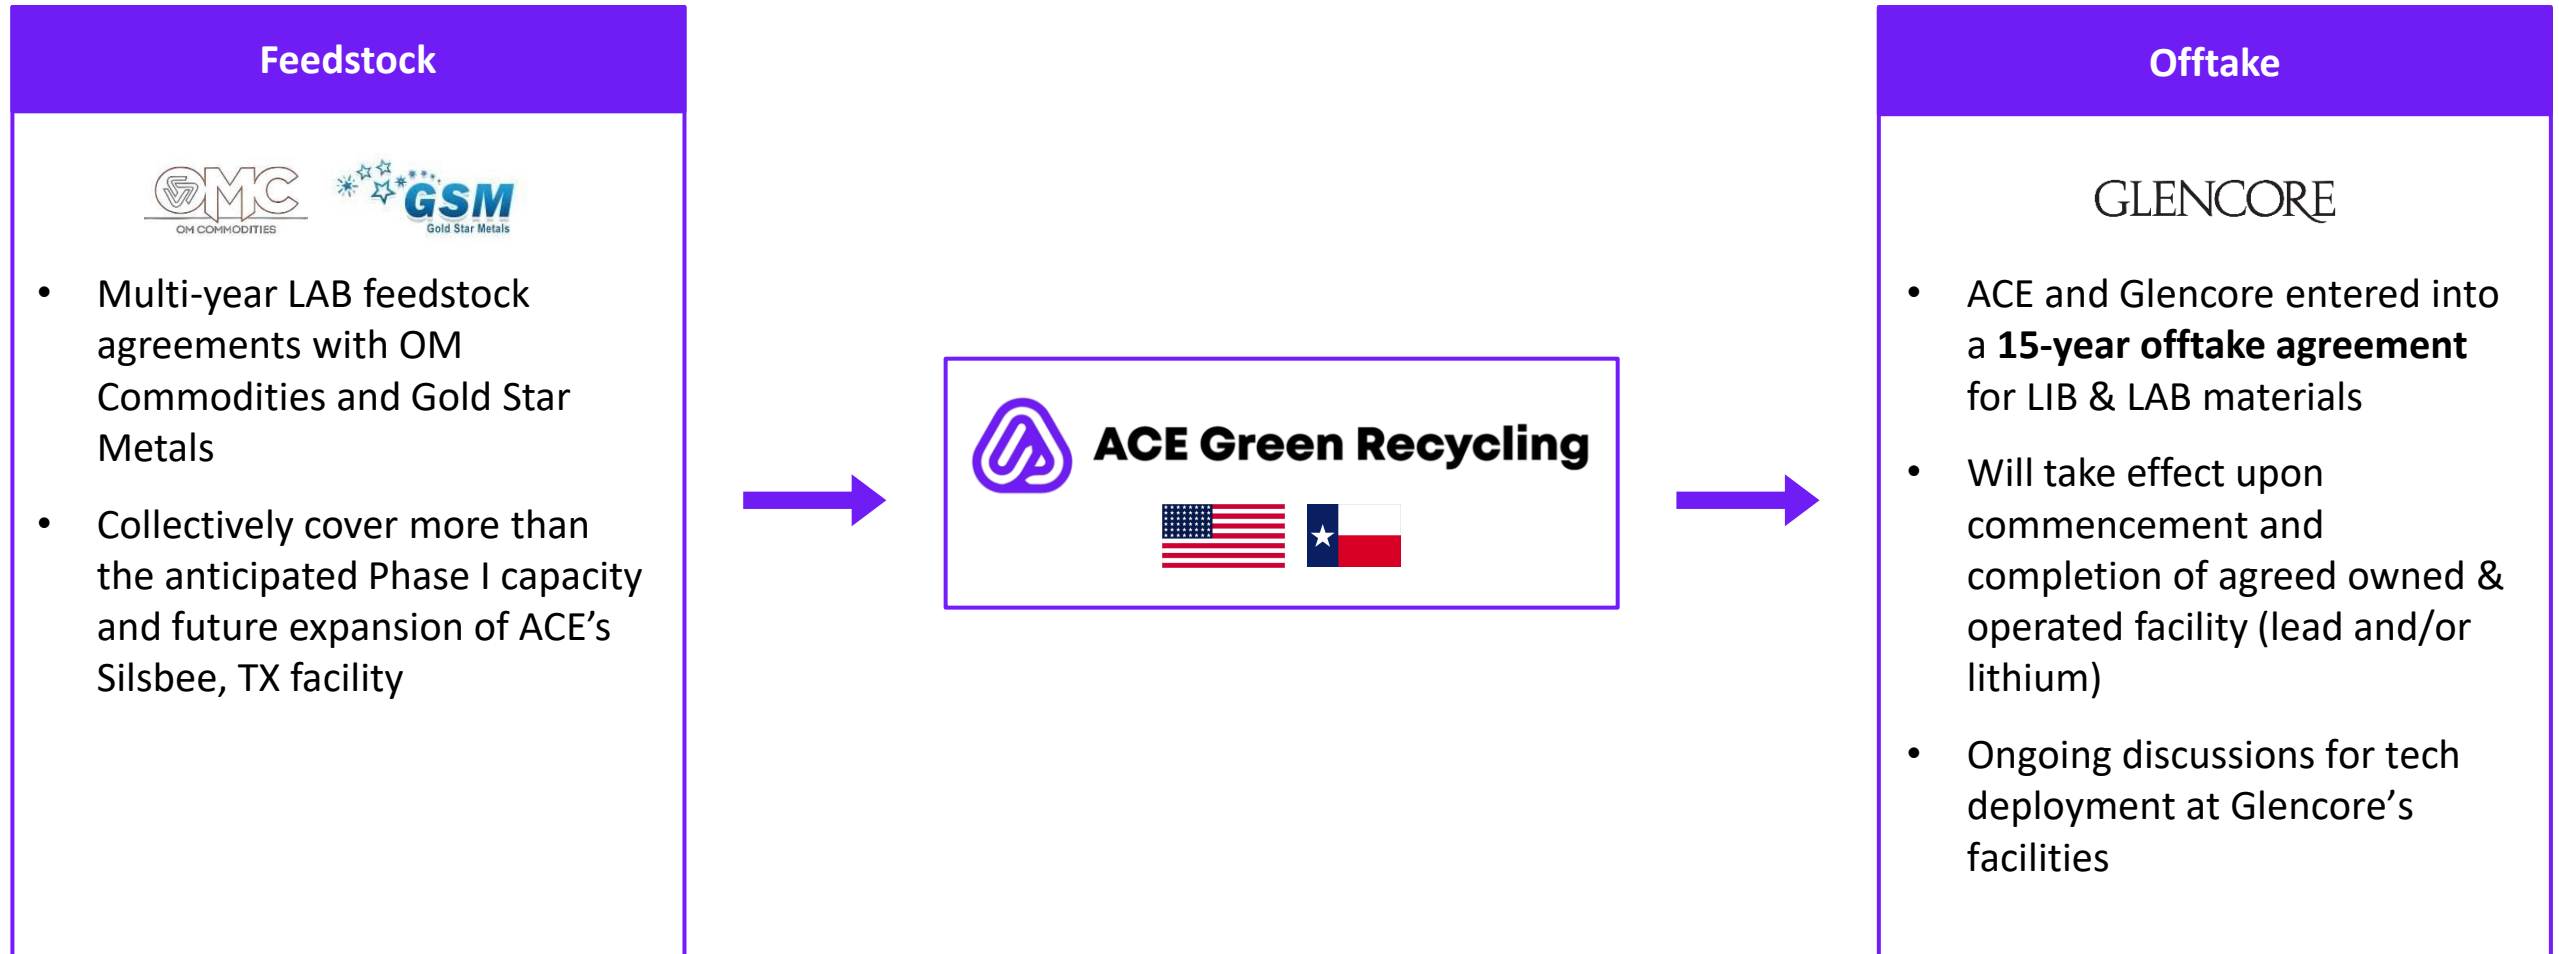 Feedstock
OMC
OM COMMODITIES
GSM
Gold Star Metals
• Multi-year LAB feedstock
agreements with OM
Commodities and Gold Star
Metals
• Collectively cover more than
the anticipated Phase I capacity
and future expansion of ACE’s
Silsbee, TX facility
ACE Green Recycling
Offtake
GLENCORE
• ACE and Glencore entered into
a 15-year offtake agreement
for LIB & LAB materials
• Will take effect upon
commencement and
completion of agreed owned &
operated facility (lead and/or
lithium)
• Ongoing discussions for tech
deployment at Glencore’s
facilities